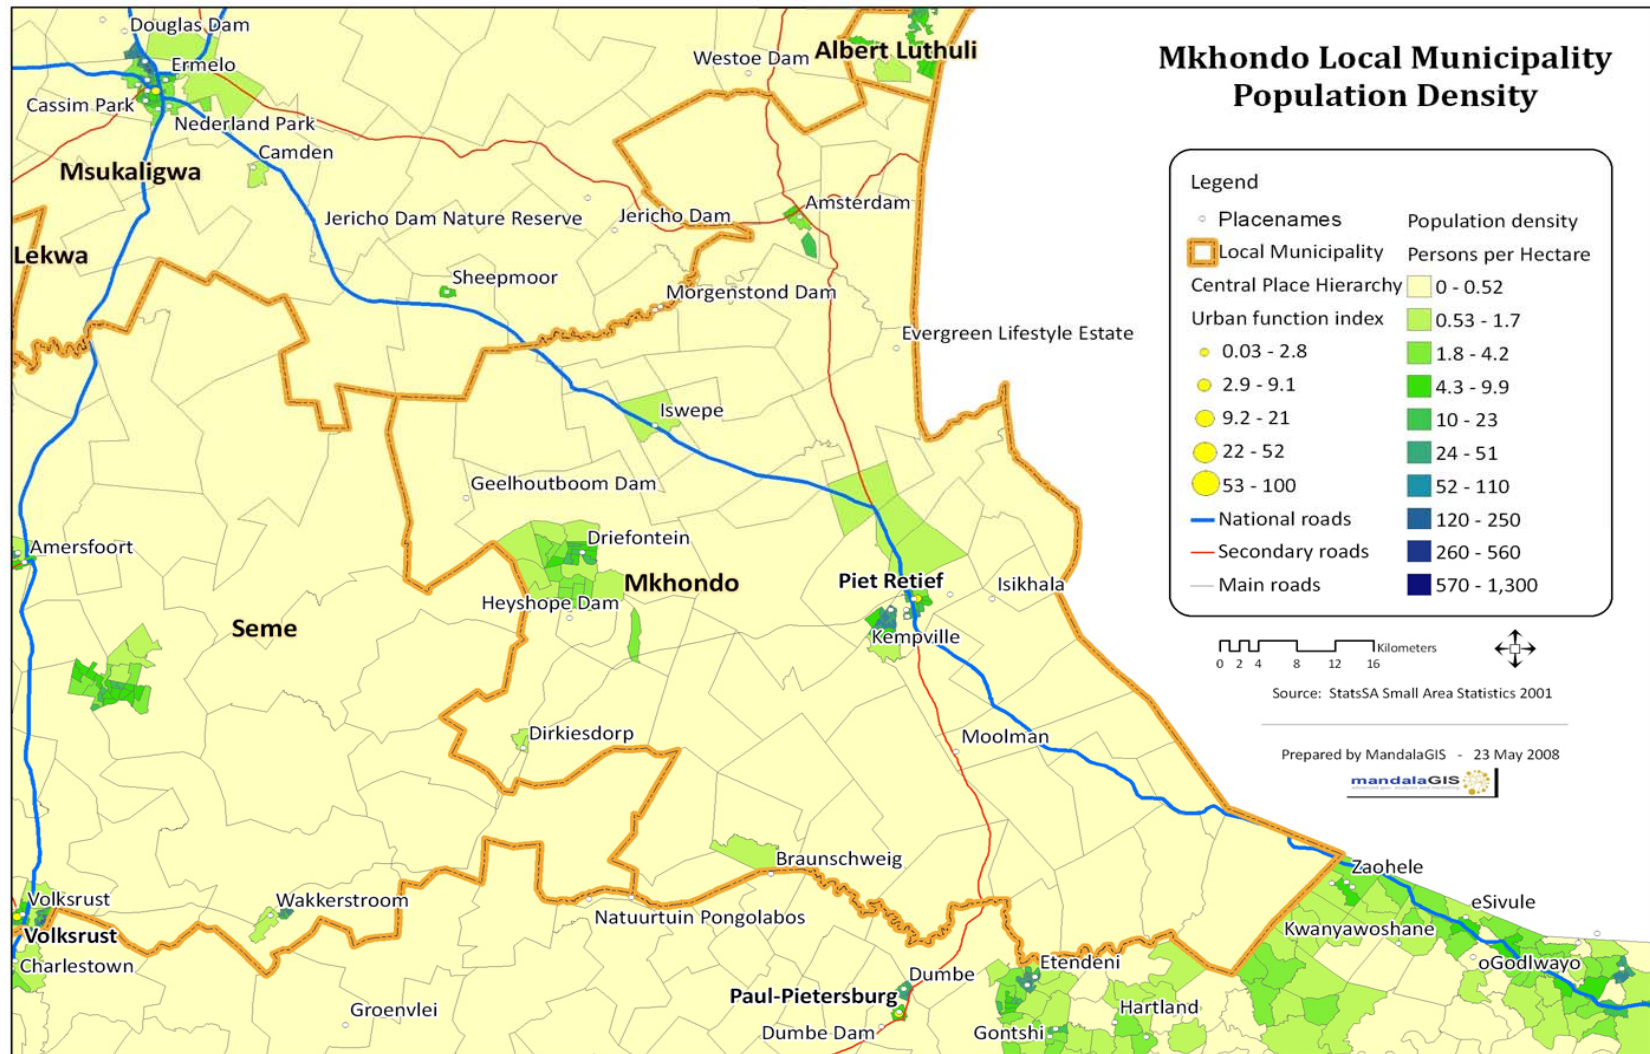 Mkhondo Local Municipality
Population Density
Legend
Placenames
Local Municipality
Central Place Hierarchy
Urban function index
0.03 - 2.8
2.9 - 9.1
9.2 - 21
22 - 52
53 - 100
National roads
Secondary roads
Main roads
Population density
Persons per Hectare
0 - 0.52
0.53 - 1.7
1.8 - 4.2
4.3 - 9.9
10 - 23
24 - 51
52 - 110
120 - 250
260 - 560
570 - 1,300
Kilometers
0 2 4 8 12 16
Source: StatsSA Small Area Statistics 2001
Prepared by MandalaGIS - 23 May 2008
mandalaGIS
Douglas Dam
Ermelo
Cassim Park
Nederland Park
Camden
Msukaligwa
Westoe Dam
Albert Luthuli
Jericho Dam Nature Reserve
Jericho Dam
Amsterdam
Lekwa
Sheepmoor
Morgenstond Dam
Evergreen Lifestyle Estate
Iswepe
Geelhoutboom Dam
Amersfoort
Driefontein
Mkhondo
Piet Retief
Isikhala
Heyshope Dam
Seme
Kempville
Dirkiesdorp
Moolman
Braunschweig
Zaohele
Volksrust
Wakkerstroom
Natuurtuin Pongolabos
eSivule
Kwanyawoshane
Volksrust
Charlestown
Etendeni
oGodlwayo
Dumbe
Paul-Pietersburg
Groenvlei
Hartland
Dumbe Dam
Gontshi